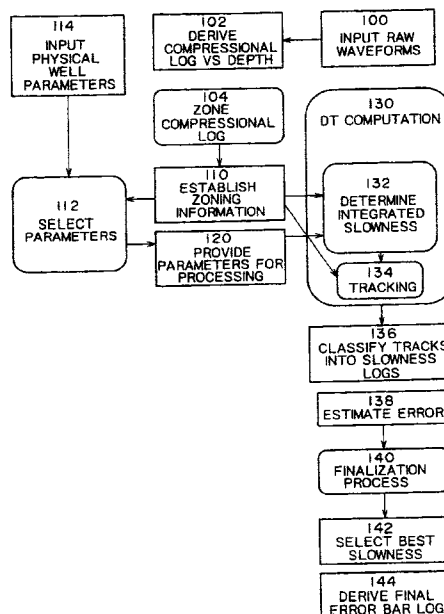 114
INPUT
PHYSICAL
WELL
PARAMETERS
102
DERIVE
COMPRESSIONAL
LOG VS DEPTH
100
INPUT RAW
WAVEFORMS
104
ZONE
COMPRESSIONAL
LOG
130
DT COMPUTATION
110
ESTABLISH
ZONING
INFORMATION
112
SELECT
PARAMETERS
132
DETERMINE
INTEGRATED
SLOWNESS
120
PROVIDE
PARAMETERS FOR
PROCESSING
134
TRACKING
136
CLASSIFY TRACKS
INTO SLOWNESS
LOGS
138
ESTIMATE ERROR
140
FINALIZATION
PROCESS
142
SELECT BEST
SLOWNESS
144
DERIVE FINAL
ERROR BAR LOG